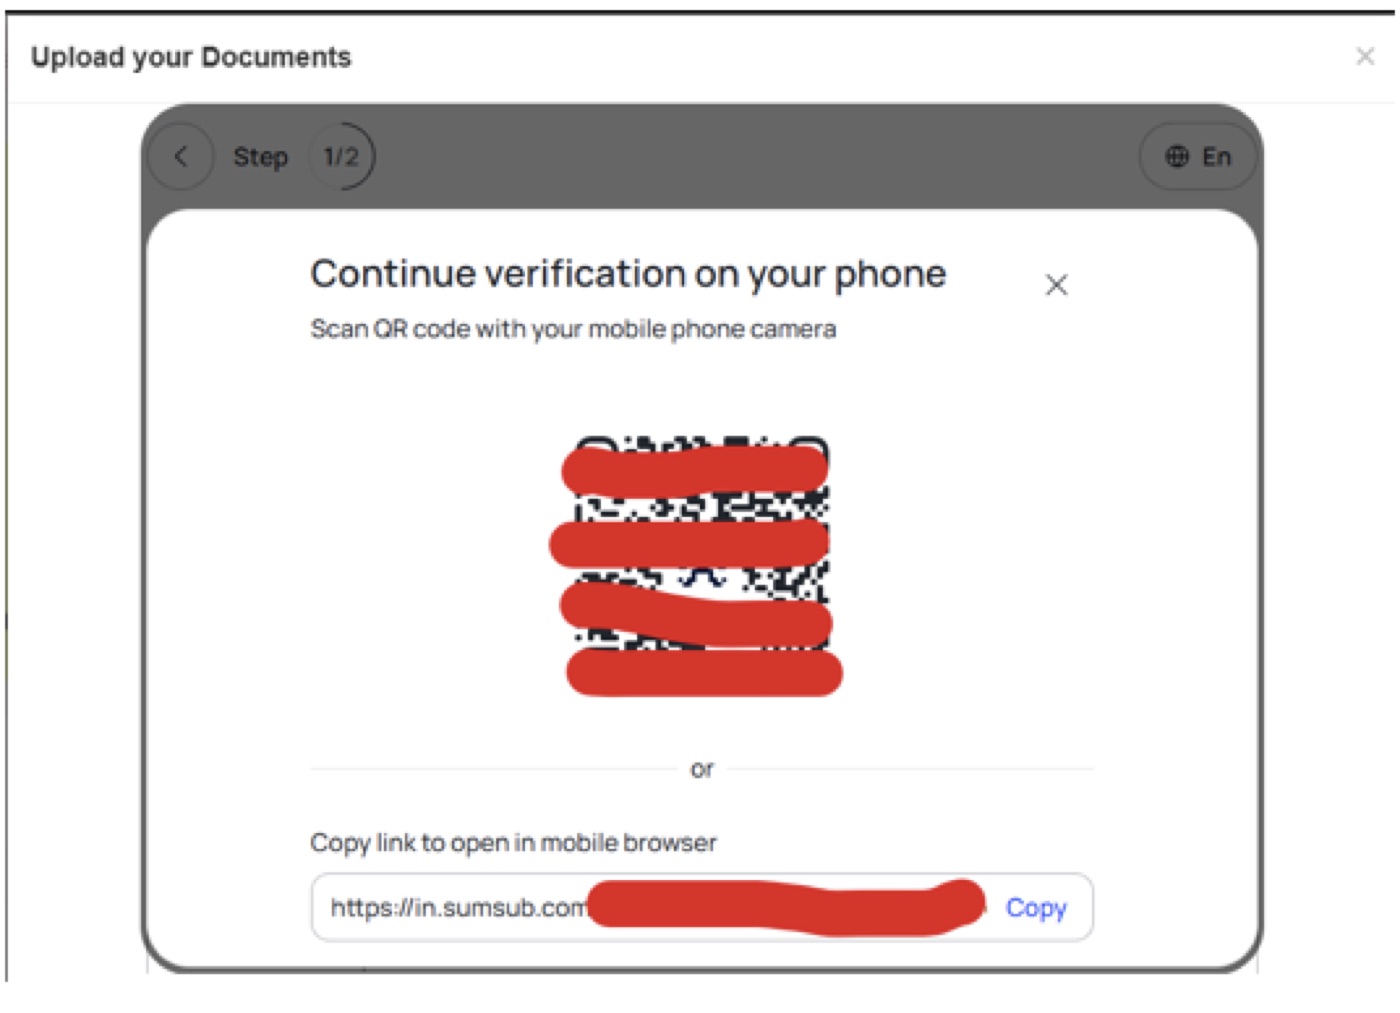 Upload your Documents
Step 1/2
En
Continue verification on your phone
Scan QR code with your mobile phone camera
or
Copy link to open in mobile browser
https://in.sumsub.com
Copy